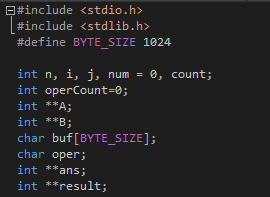 #include <stdio.h>
#include <stdlib.h>
#define BYTE_SIZE 1024
int n, i, j, num = 0, count;
int operCount=0;
int **A;
int **B;
char buf[BYTE_SIZE];
char oper;
int **ans;
int **result;